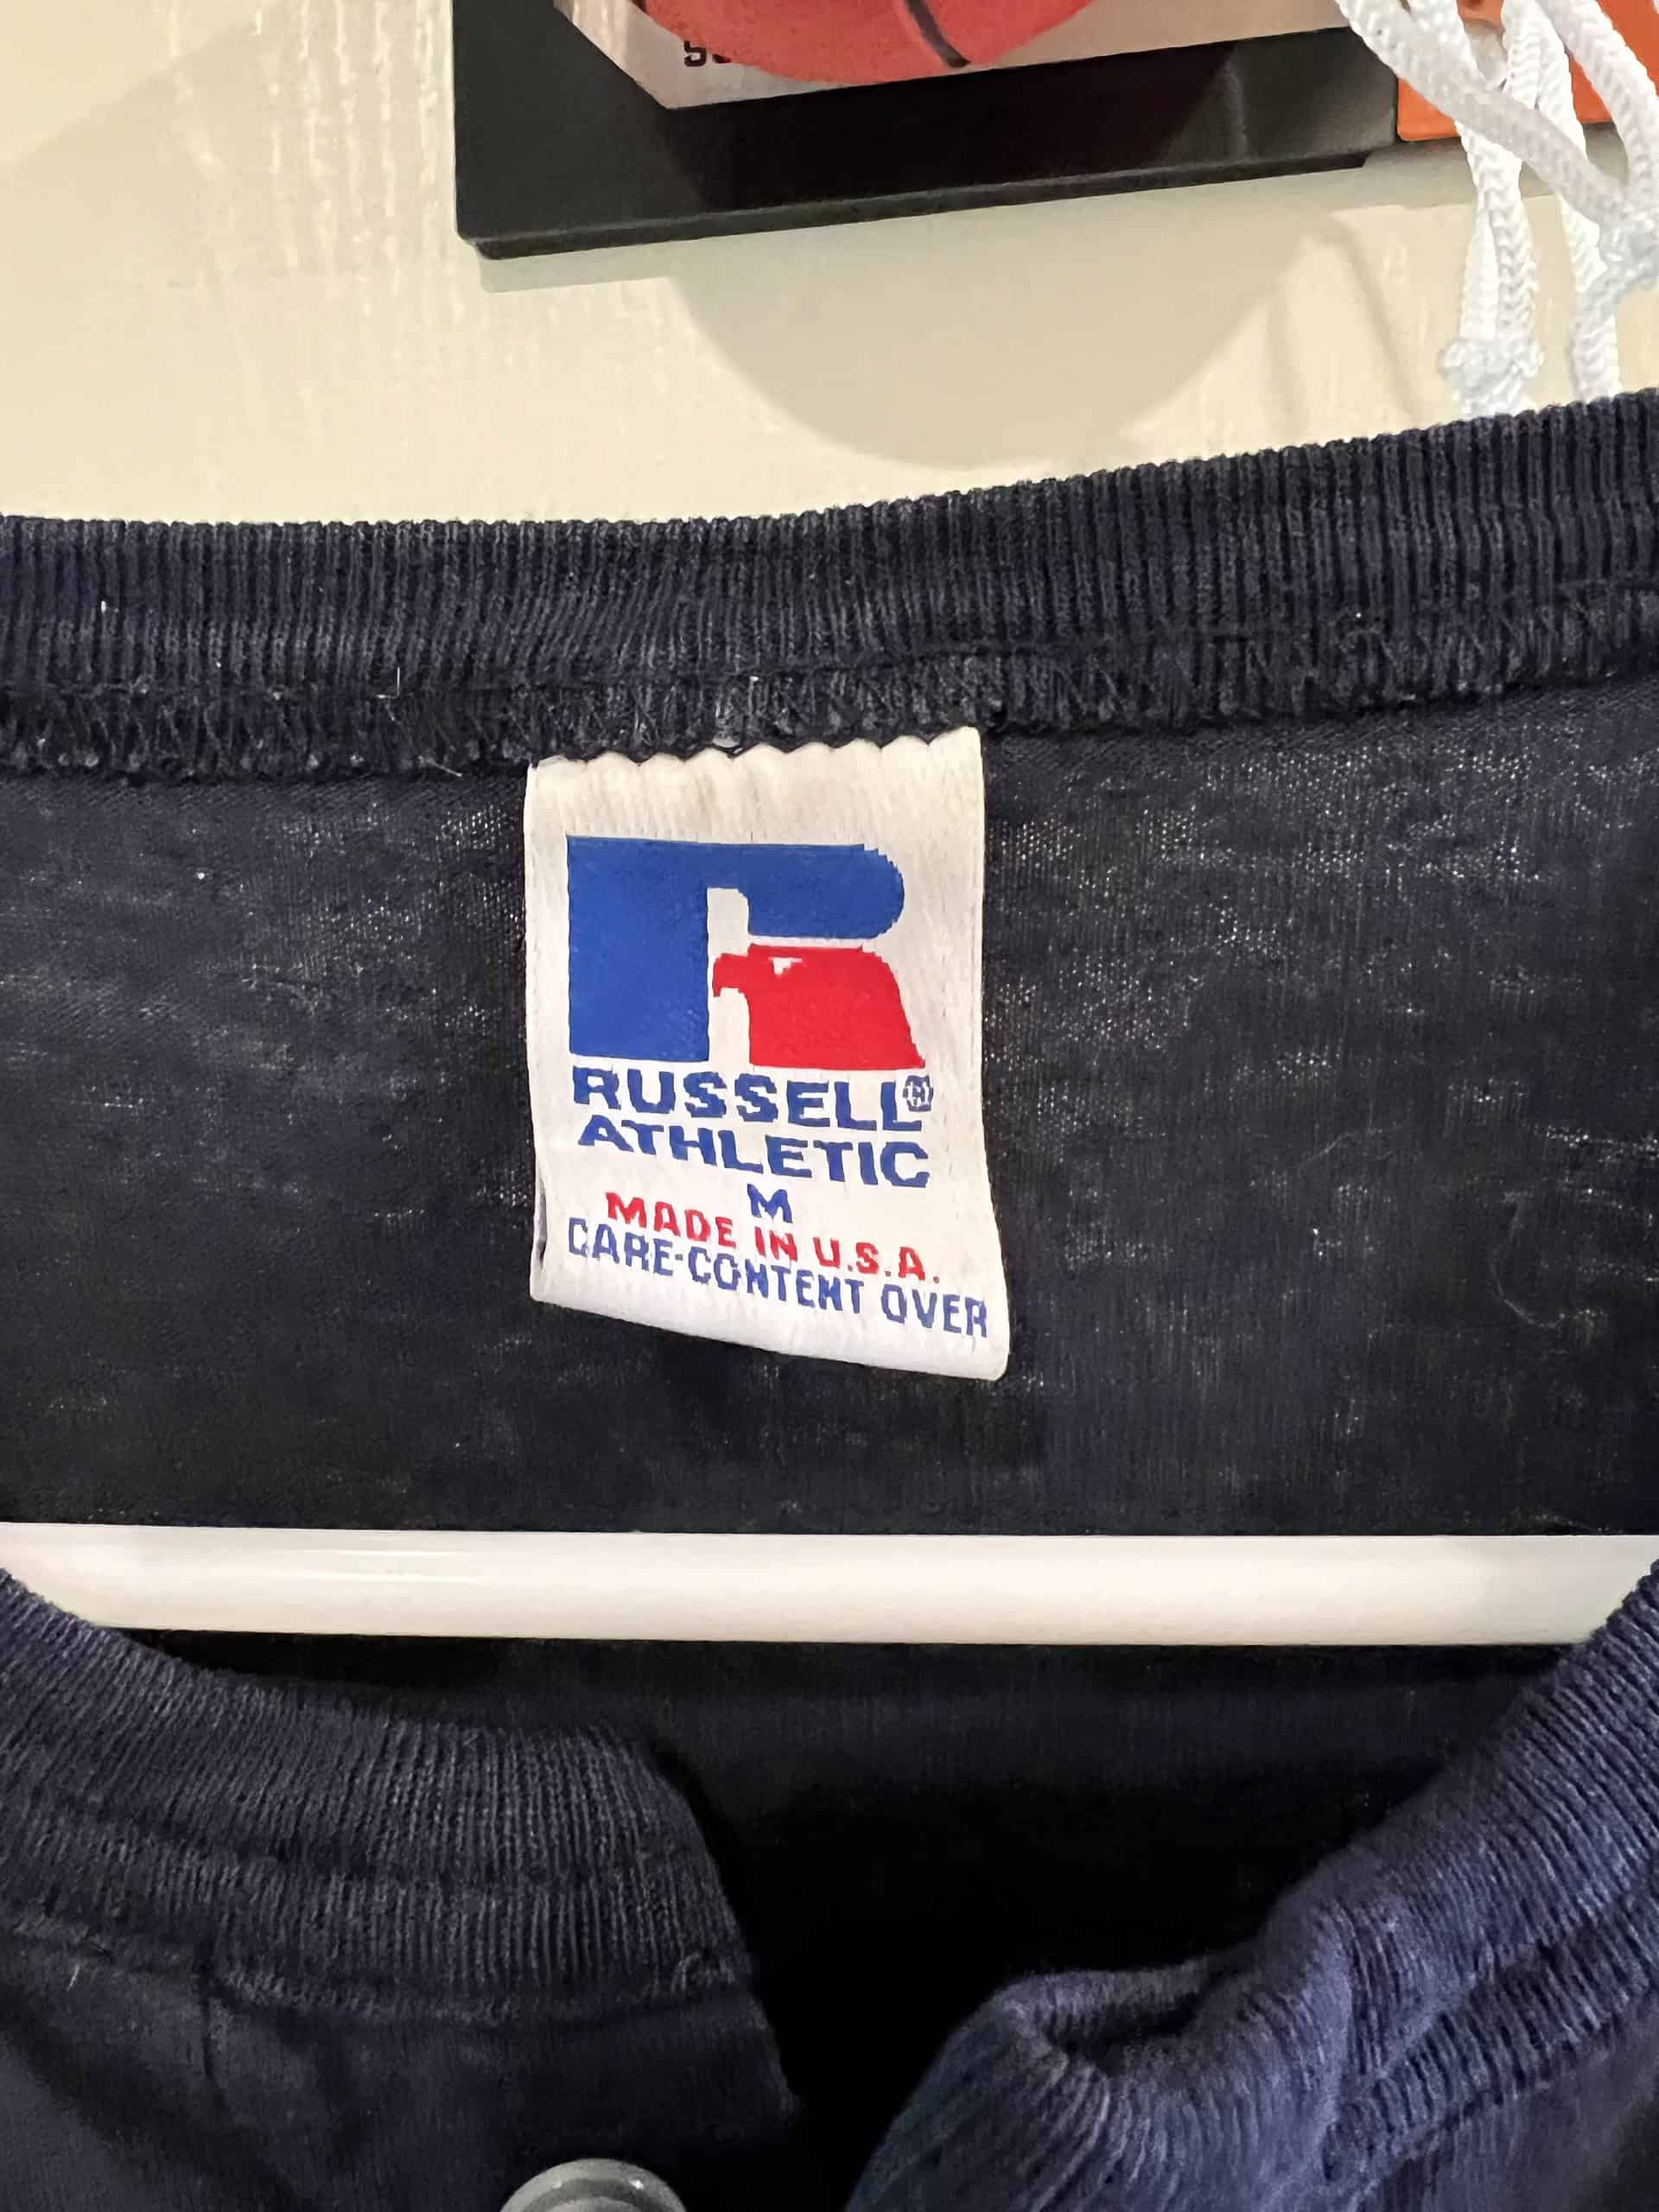 RUSSELL®
ATHLETIC
M
MADE IN U.S.A.
CARE-CONTENT OVER